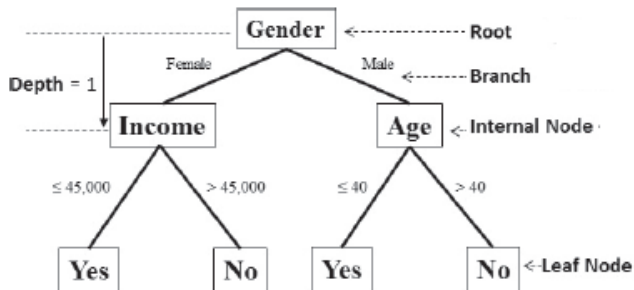 Gender
Root
Female
Male
Branch
Depth = 1
Income
Age
Internal Node
≤ 45,000
> 45,000
≤ 40
> 40
Yes
No
Yes
No
Leaf Node